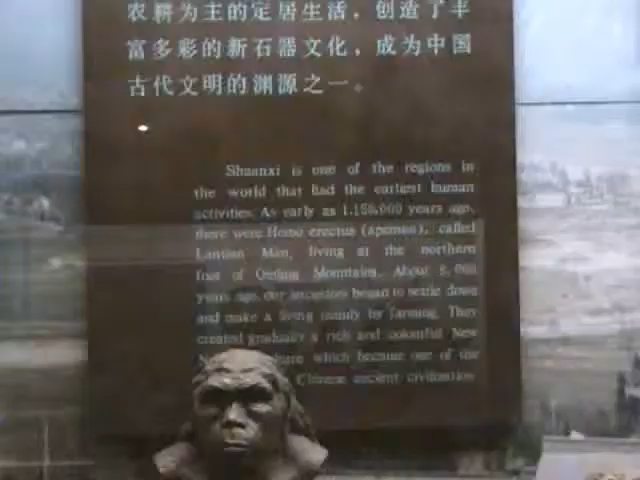 农耕为主的定居生活，创造了丰
富多彩的新石器文化，成为中国
古代文明的渊源之一。
Shaanxi is one of the regions in
the world that had the earliest human
activities. As early as 1,150,000 years ago,
there were Homo erectus (apeman), called
Lantian Man, living at the northern
foot of Qinling Mountains. About
years ago, our ancestors began to settle down
and make a living mainly by farming. They
created gradually a rich and colourful New
which became one of the
Chinese ancient civilization